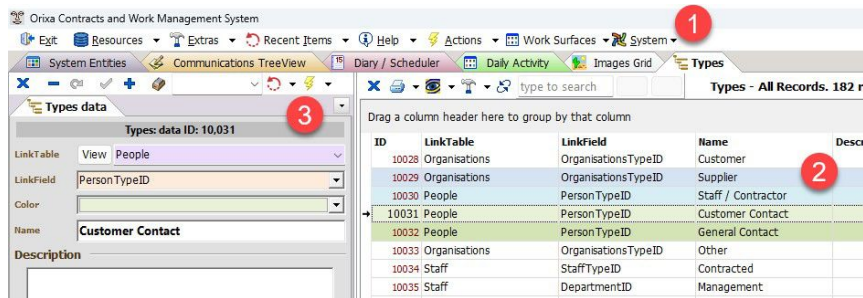 Orixa Contracts and Work Management System
1
Exit Resources Extras Recent Items Help Actions Work Surfaces System
System Entities Communications TreeView 15 Diary / Scheduler Daily Activity Images Grid Types
type to search Types - All Records. 182 r
3
Types data
Drag a column header here to group by that column
Types: data ID: 10,031
ID LinkTable LinkField Name Descr
LinkTable View People
10028 Organisations OrganisationsTypeID Customer
10029 Organisations OrganisationsTypeID Supplier
2
LinkField PersonTypeID
10030 People PersonTypeID Staff / Contractor
Color
10031 People PersonTypeID Customer Contact
Name Customer Contact
10032 People PersonTypeID General Contact
10033 Organisations OrganisationsTypeID Other
Description
10034 Staff StaffTypeID Contracted
10035 Staff DepartmentID Management